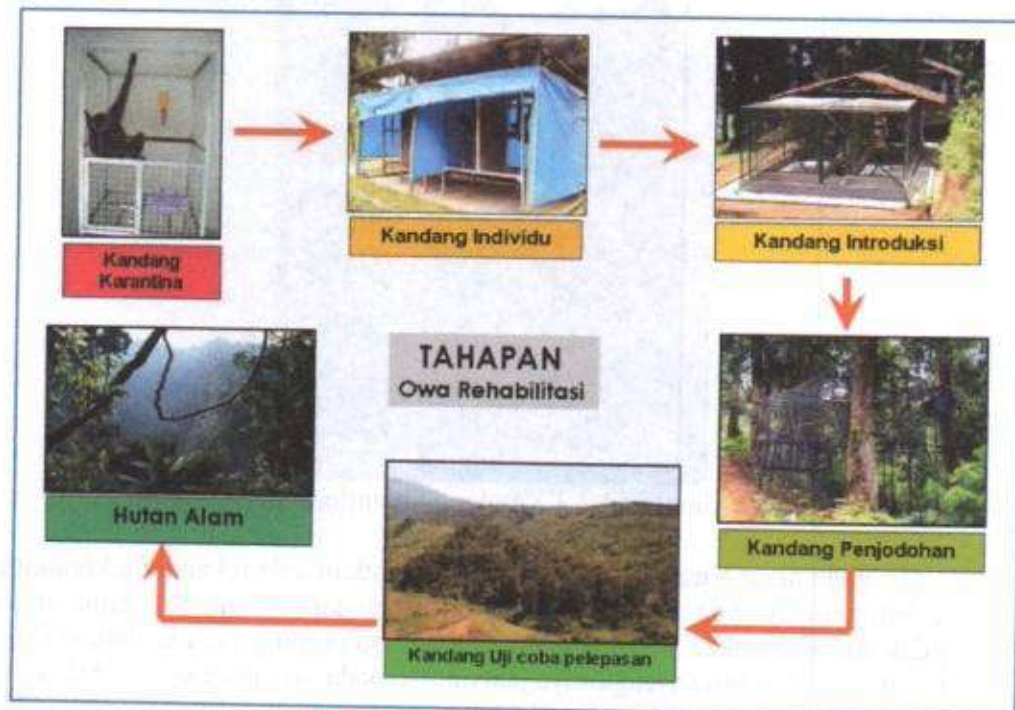 Kandang
Karantina
Kandang Individu
Kandang Introduksi
TAHAPAN
Owa Rehabilitasi
Hutan Alam
Kandang Uji coba pelepasan
Kandang Penjodohan